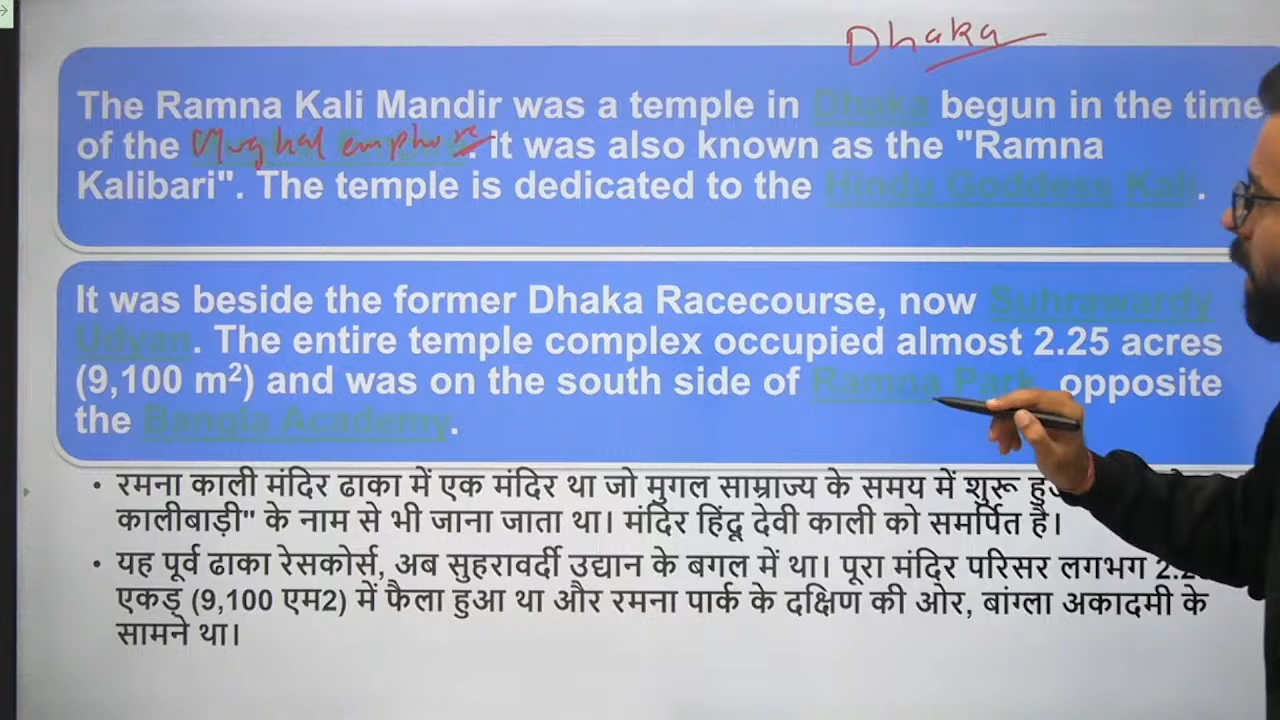 Dhaka
The Ramna Kali Mandir was a temple in Dhaka begun in the time
of the Mughal emphore. it was also known as the "Ramna
Kalibari". The temple is dedicated to the Hindu Goddess Kali.
It was beside the former Dhaka Racecourse, now Suhrawardy
Udyan. The entire temple complex occupied almost 2.25 acres
(9,100 m²) and was on the south side of Ramna Park, opposite
the Bangla Academy.
• रमना काली मंदिर ढाका में एक मंदिर था जो मुगल साम्राज्य के समय में शुरू
कालीबाड़ी" के नाम से भी जाना जाता था। मंदिर हिंदू देवी काली को समर्पित है।
• यह पूर्व ढाका रेसकोर्स, अब सुहरावर्दी उद्यान के बगल में था। पूरा मंदिर परिसर लगभग
एकड़ (9,100 एम2) में फैला हुआ था और रमना पार्क के दक्षिण की ओर, बांग्ला अकादमी के
सामने था।